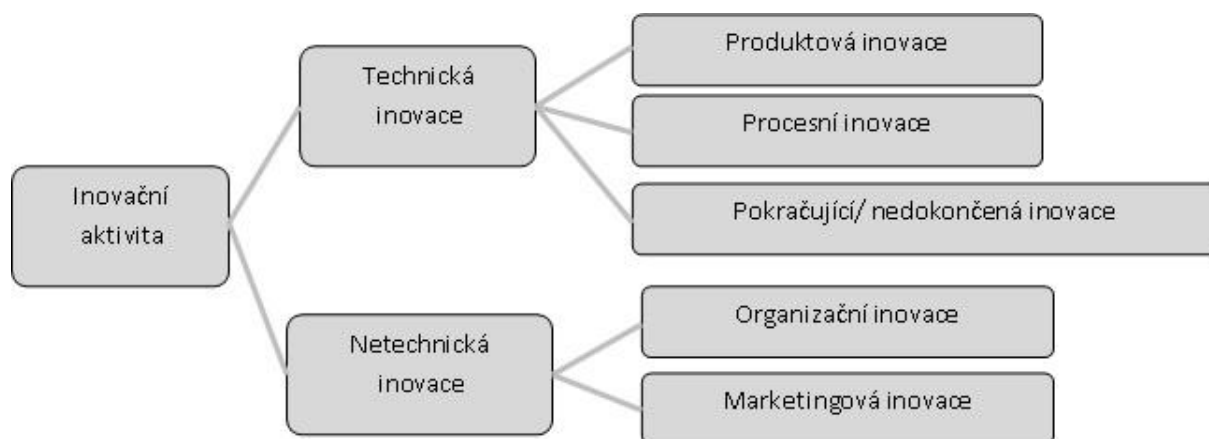 Inovační
aktivita
Technická
inovace
Produktová inovace
Procesní inovace
Pokračující/ nedokončená inovace
Netechnická
inovace
Organizační inovace
Marketingová inovace